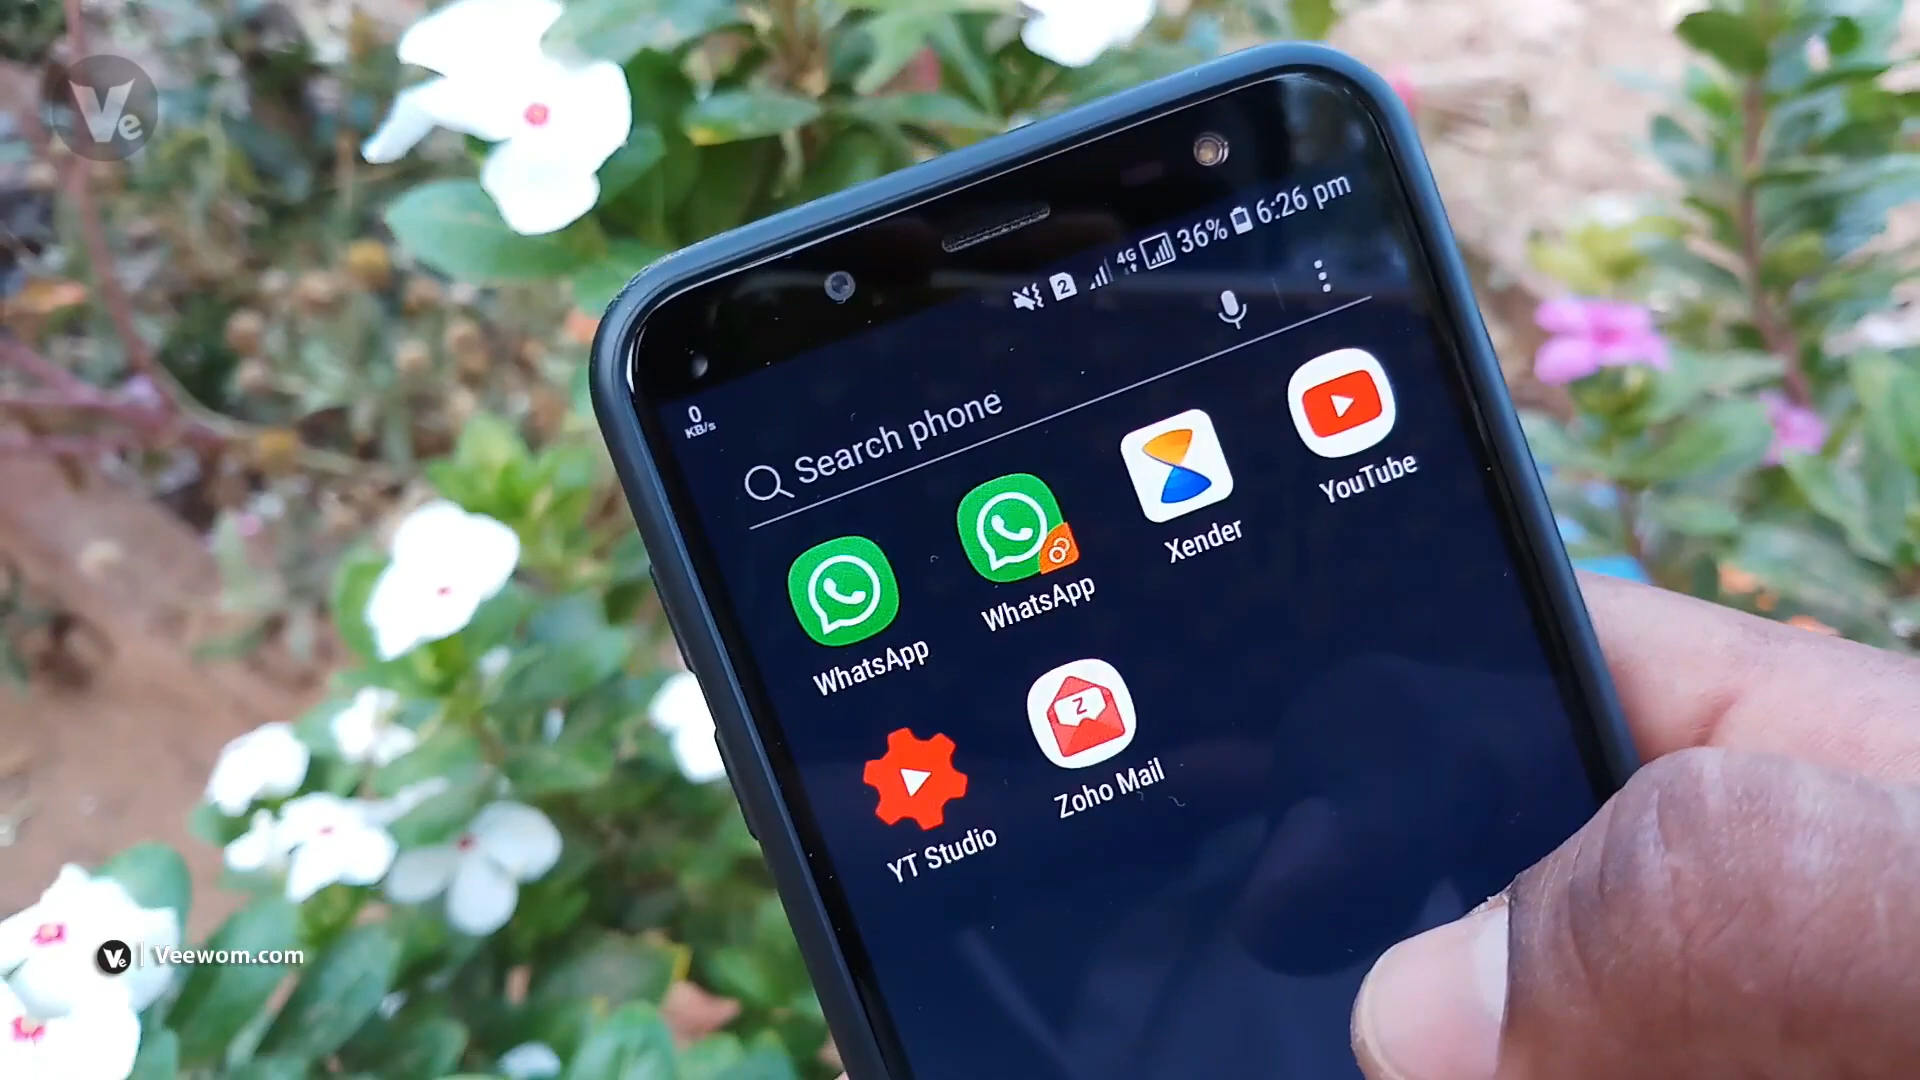 Ve
2 4G 36% 6:26 pm
0
KB/s
Search phone
WhatsApp
WhatsApp
Xender
YouTube
YT Studio
Z
Zoho Mail
Ve | Veewom.com